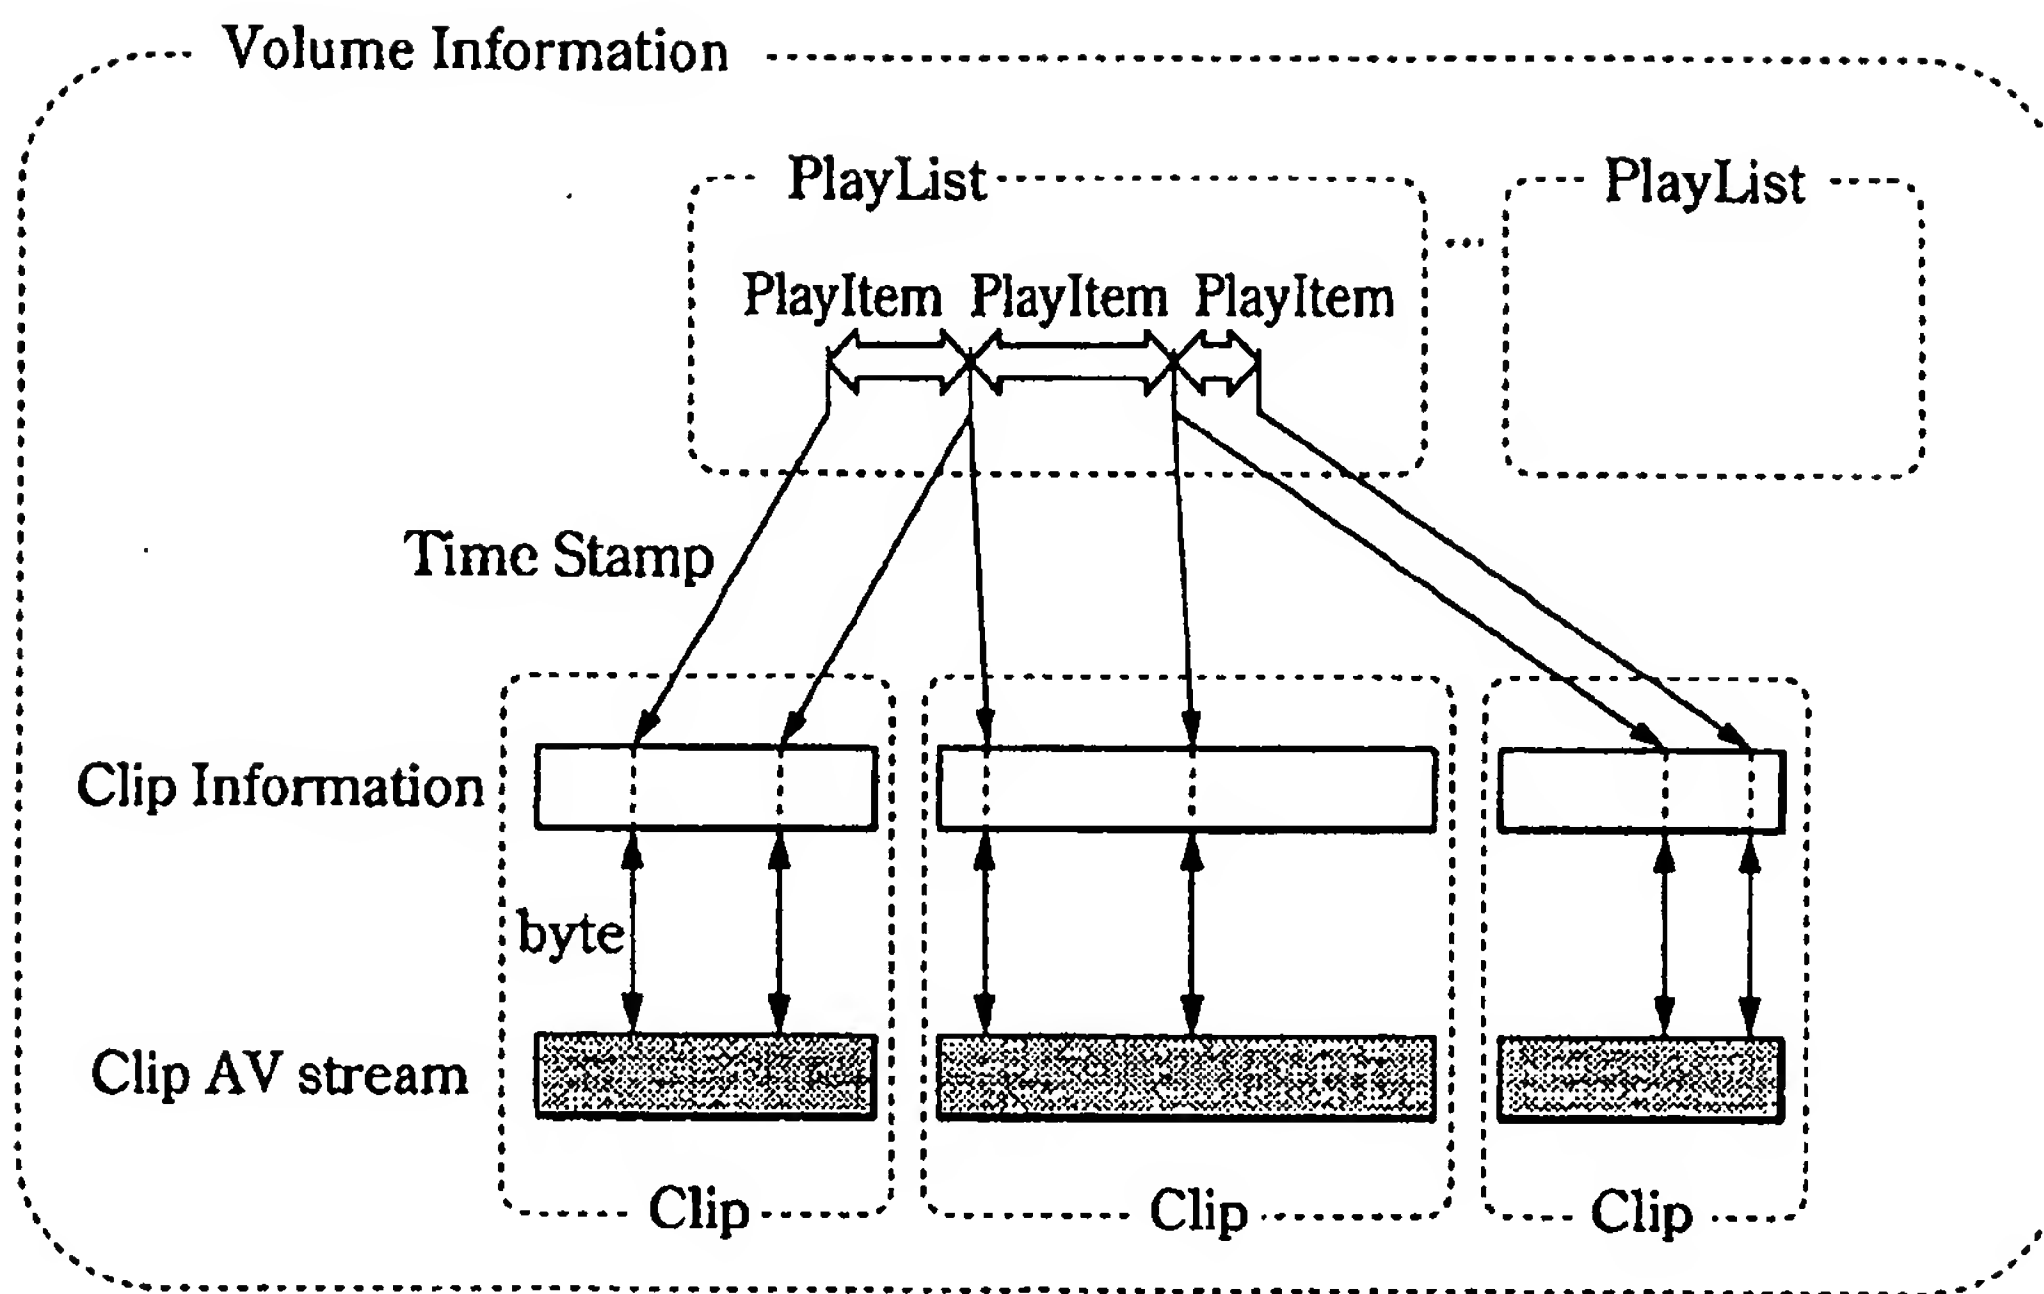 Volume Information
PlayList
PlayList
...
PlayItem PlayItem PlayItem
Time Stamp
Clip Information
byte
Clip AV stream
Clip
Clip
Clip